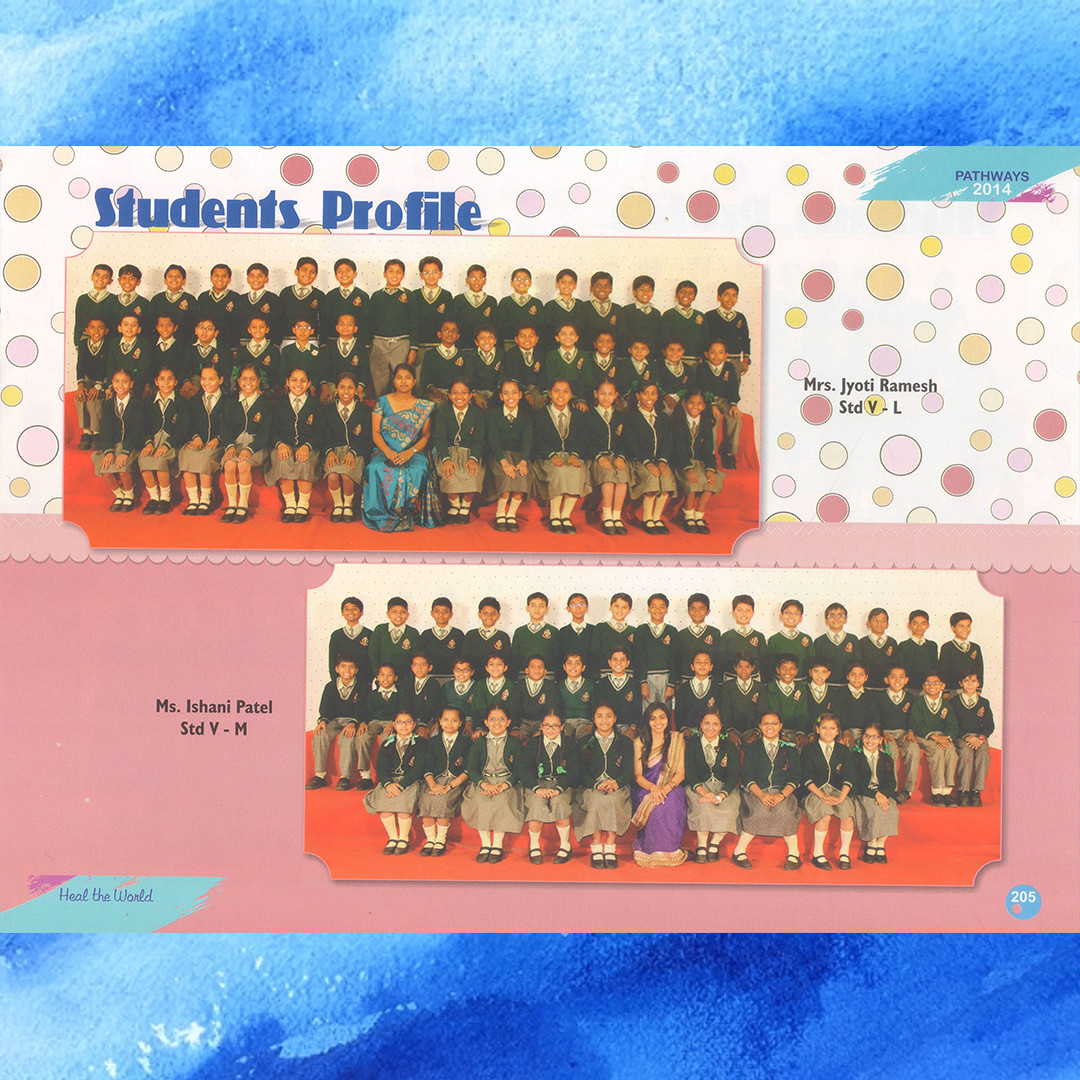 PATHWAYS
2014
Students Profile
Mrs. Jyoti Ramesh
Std V - L
Ms. Ishani Patel
Std V - M
Heal the World
205